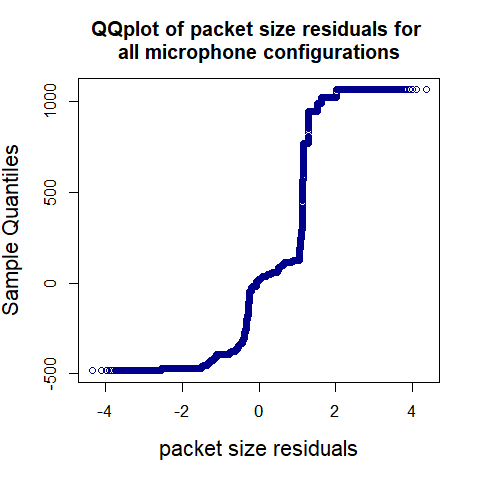 QQplot of packet size residuals for
all microphone configurations
Sample Quantiles
1000
500
0
-500
-4
-2
0
2
4
packet size residuals